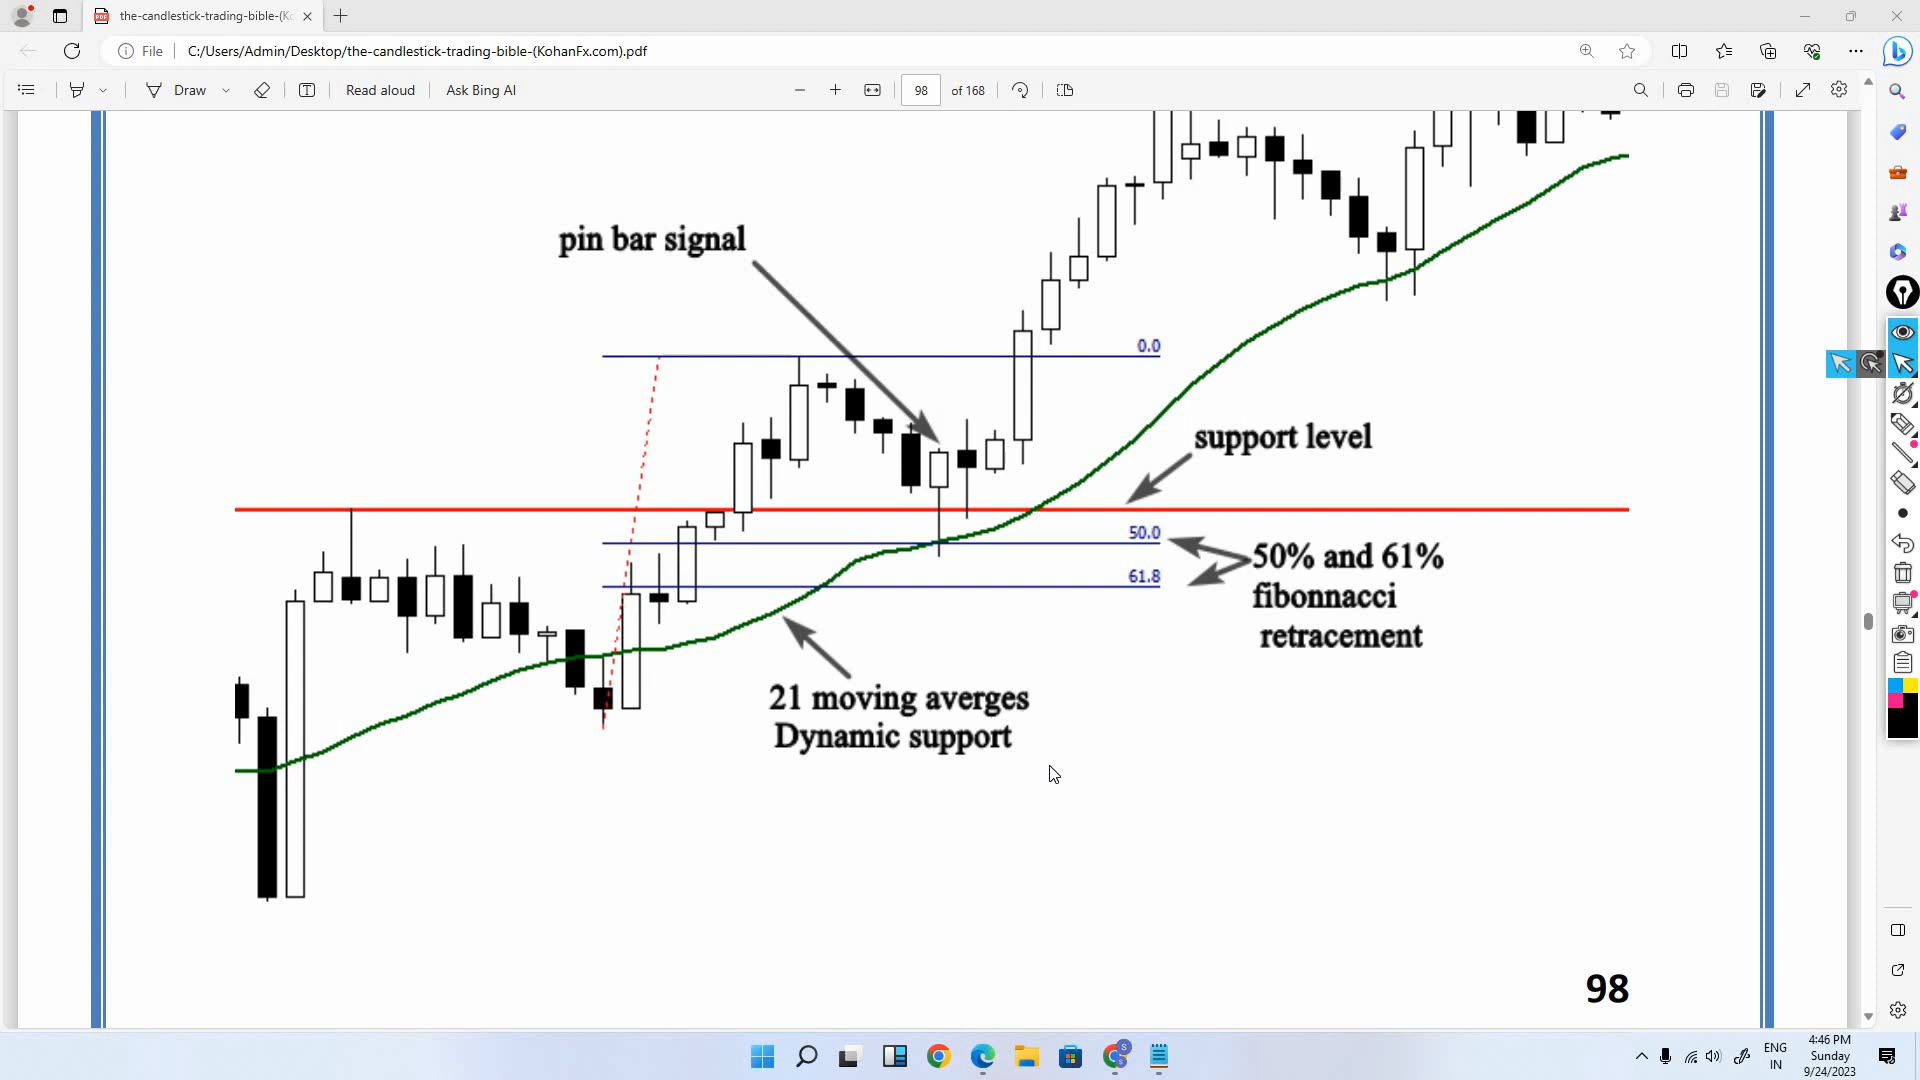 the-candlestick-trading-bible-(Ko
File
C:/Users/Admin/Desktop/the-candlestick-trading-bible-(KohanFx.com).pdf
Draw
Read aloud
Ask Bing AI
98
of 168
pin bar signal
0.0
support level
50.0
50% and 61%
61.8
fibonnacci
retracement
21 moving averges
Dynamic support
98
ENG
IN
4:46 PM
Sunday
9/24/2023